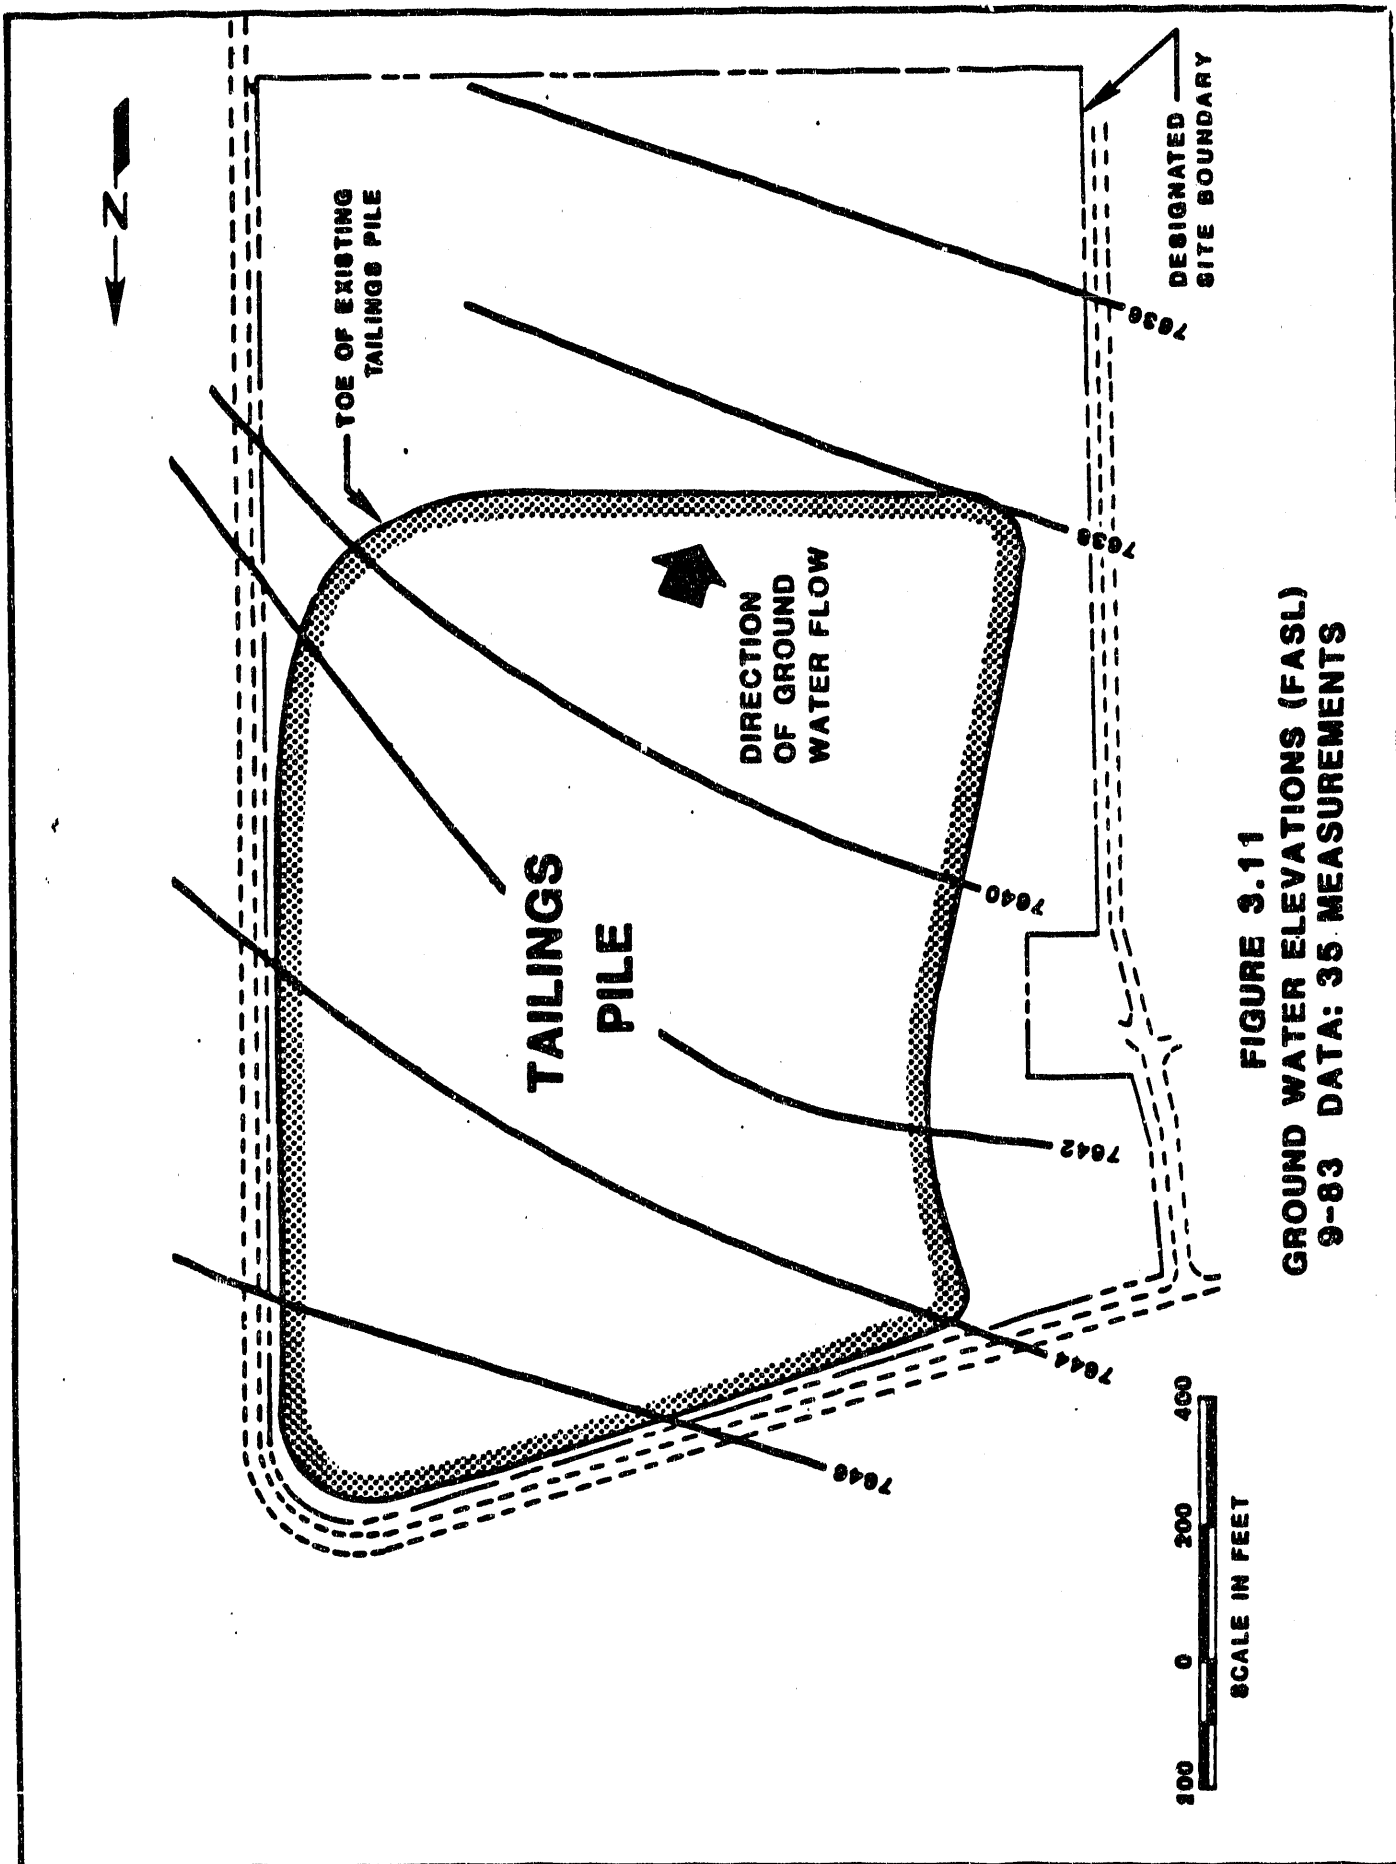 N
TOE OF EXISTING
TAILINGS PILE
DESIGNATED
SITE BOUNDARY
DIRECTION
OF GROUND
WATER FLOW
TAILINGS
PILE
7636
7638
7640
7642
7644
7646
200 0 200 400
SCALE IN FEET
FIGURE 3.11
GROUND WATER ELEVATIONS (FASL)
9-83 DATA: 35 MEASUREMENTS